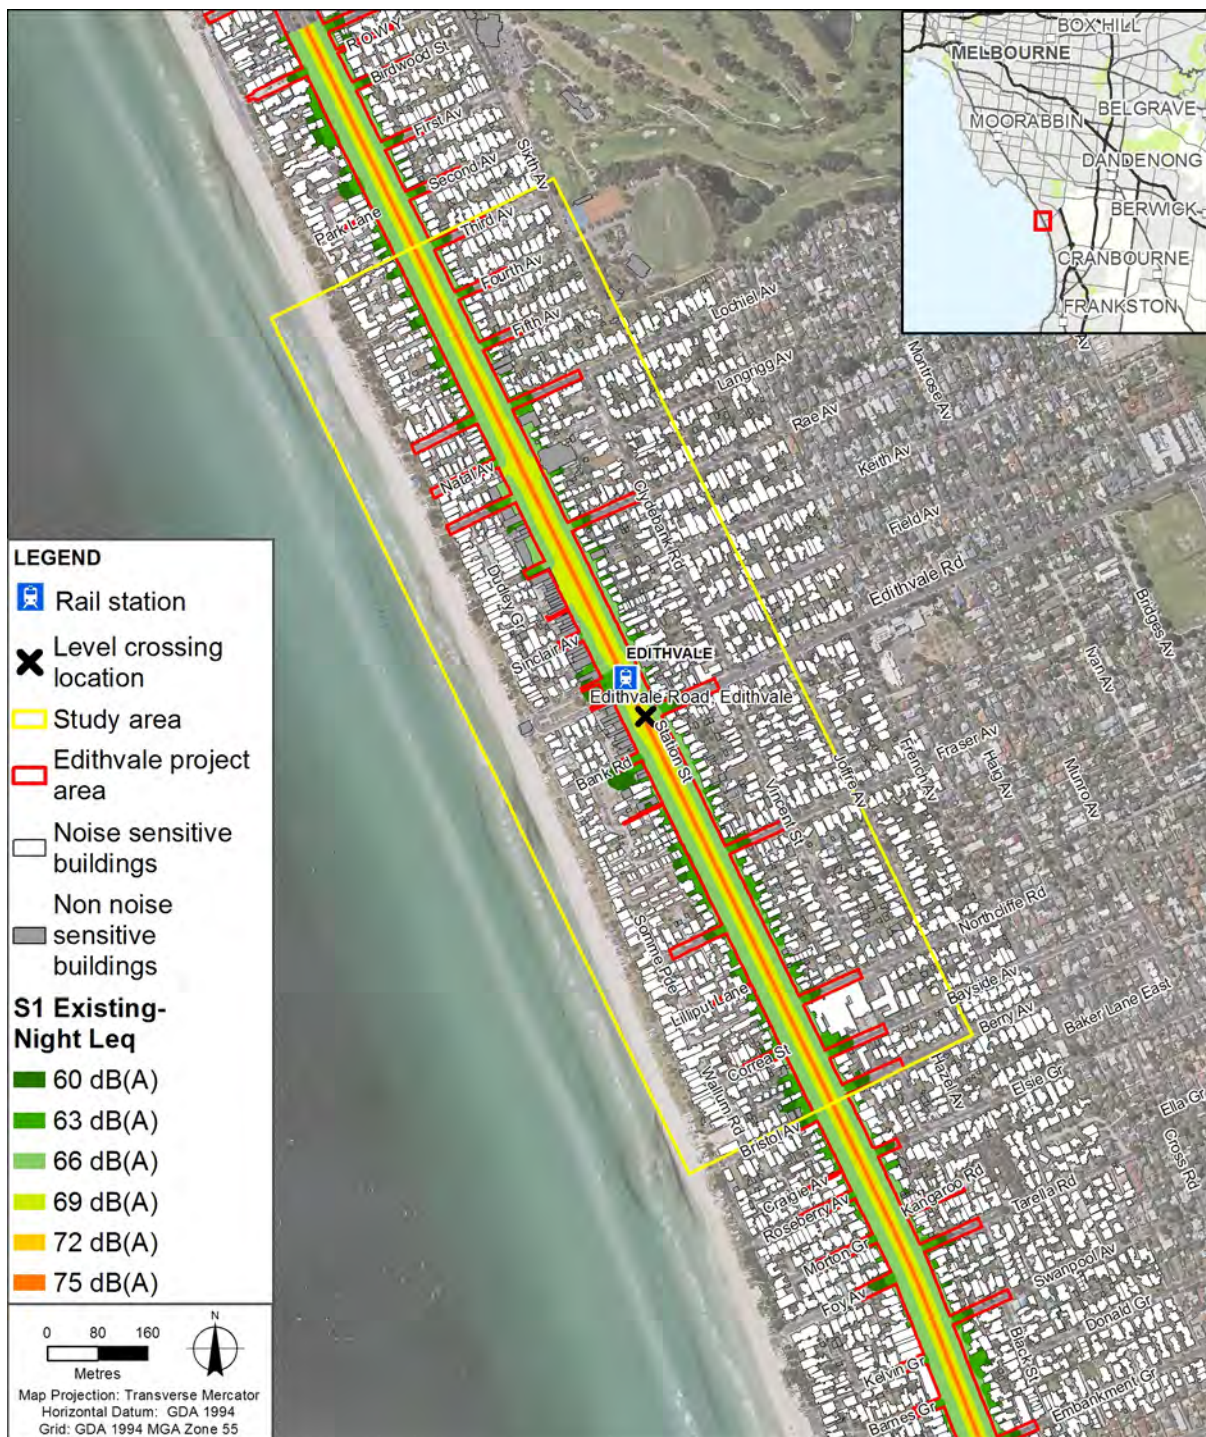 BOX HILL
MELBOURNE
BELGRAVE
MOORABBIN
DANDENONG
BERWICK
CRANBOURNE
FRANKSTON
R O W Y
Birdwood St
First Av
Second Av
Sixth Av
Park Lane
Third Av
Fourth Av
Fifth Av
Lochiel Av
Langrigg Av
Montrose Av
Av
Rae Av
Keith Av
Natal Av
Clydebank Rd
Field Av
Edithvale Rd
Dudley Gr
Sinclair Av
Bridges Av
Ivan Av
EDITHVALE
Edithvale Road, Edithvale
Station St
Bank Rd
Vincent St
Joffre Av
French Av
Fraser Av
Haig Av
Munro Av
Somme Pde
Northcliffe Rd
Lilliput Lane
Bayside Av
Berry Av
Baker Lane East
Correa St
Wallum Rd
Hazel Av
Elsie Gr
Ella Gr
Cross Rd
Bristol Av
Craigie Av
Roseberry Av
Kangaroo Rd
Tarella Rd
Morton Gr
Swanpool Av
Foy Av
Donald Gr
Black St
Kelvin Gr
Embankment Gr
Barnes Gr
LEGEND
Rail station
Level crossing
location
Study area
Edithvale project
area
Noise sensitive
buildings
Non noise
sensitive
buildings
S1 Existing-
Night Leq
60 dB(A)
63 dB(A)
66 dB(A)
69 dB(A)
72 dB(A)
75 dB(A)
0 80 160
Metres
N
Map Projection: Transverse Mercator
Horizontal Datum: GDA 1994
Grid: GDA 1994 MGA Zone 55